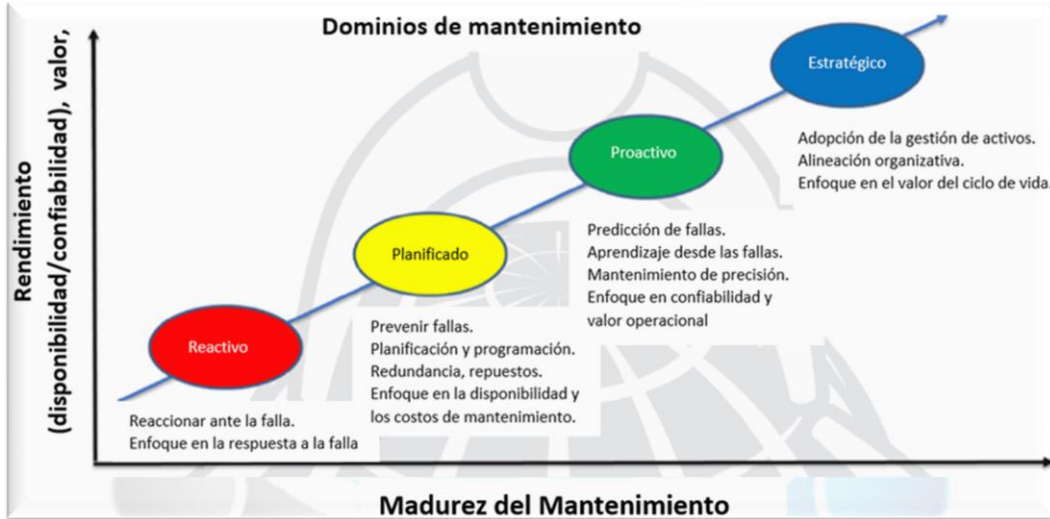 Dominios de mantenimiento
Rendimiento
(disponibilidad/confiabilidad), valor,
Estratégico
Adopción de la gestión de activos.
Alineación organizativa.
Enfoque en el valor del ciclo de vida.
Proactivo
Predicción de fallas.
Aprendizaje desde las fallas.
Mantenimiento de precisión.
Enfoque en confiabilidad y
valor operacional
Planificado
Prevenir fallas.
Planificación y programación.
Redundancia, repuestos.
Enfoque en la disponibilidad y
los costos de mantenimiento.
Reactivo
Reaccionar ante la falla.
Enfoque en la respuesta a la falla
Madurez del Mantenimiento